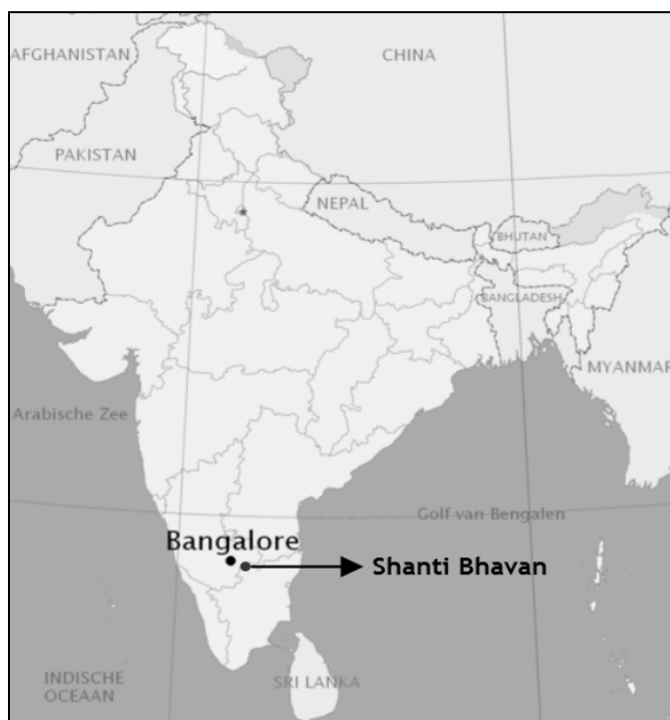 AFGHANISTAN
CHINA
PAKISTAN
NEPAL
BHUTAN
BANGLADESH
MYANMAR
Arabische Zee
Golf van Bengalen
Bangalore
Shanti Bhavan
INDISCHE
OCEAAN
SRI LANKA